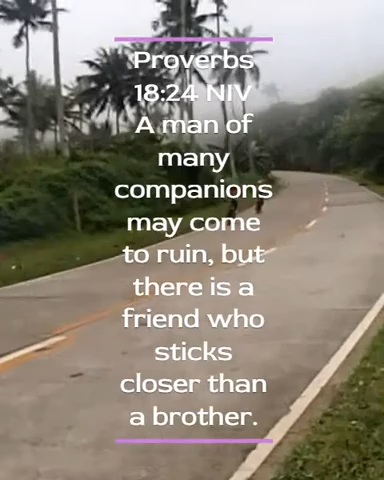 Proverbs
18:24 NIV
A man of
many
companions
may come
to ruin, but
there is a
friend who
sticks
closer than
a brother.